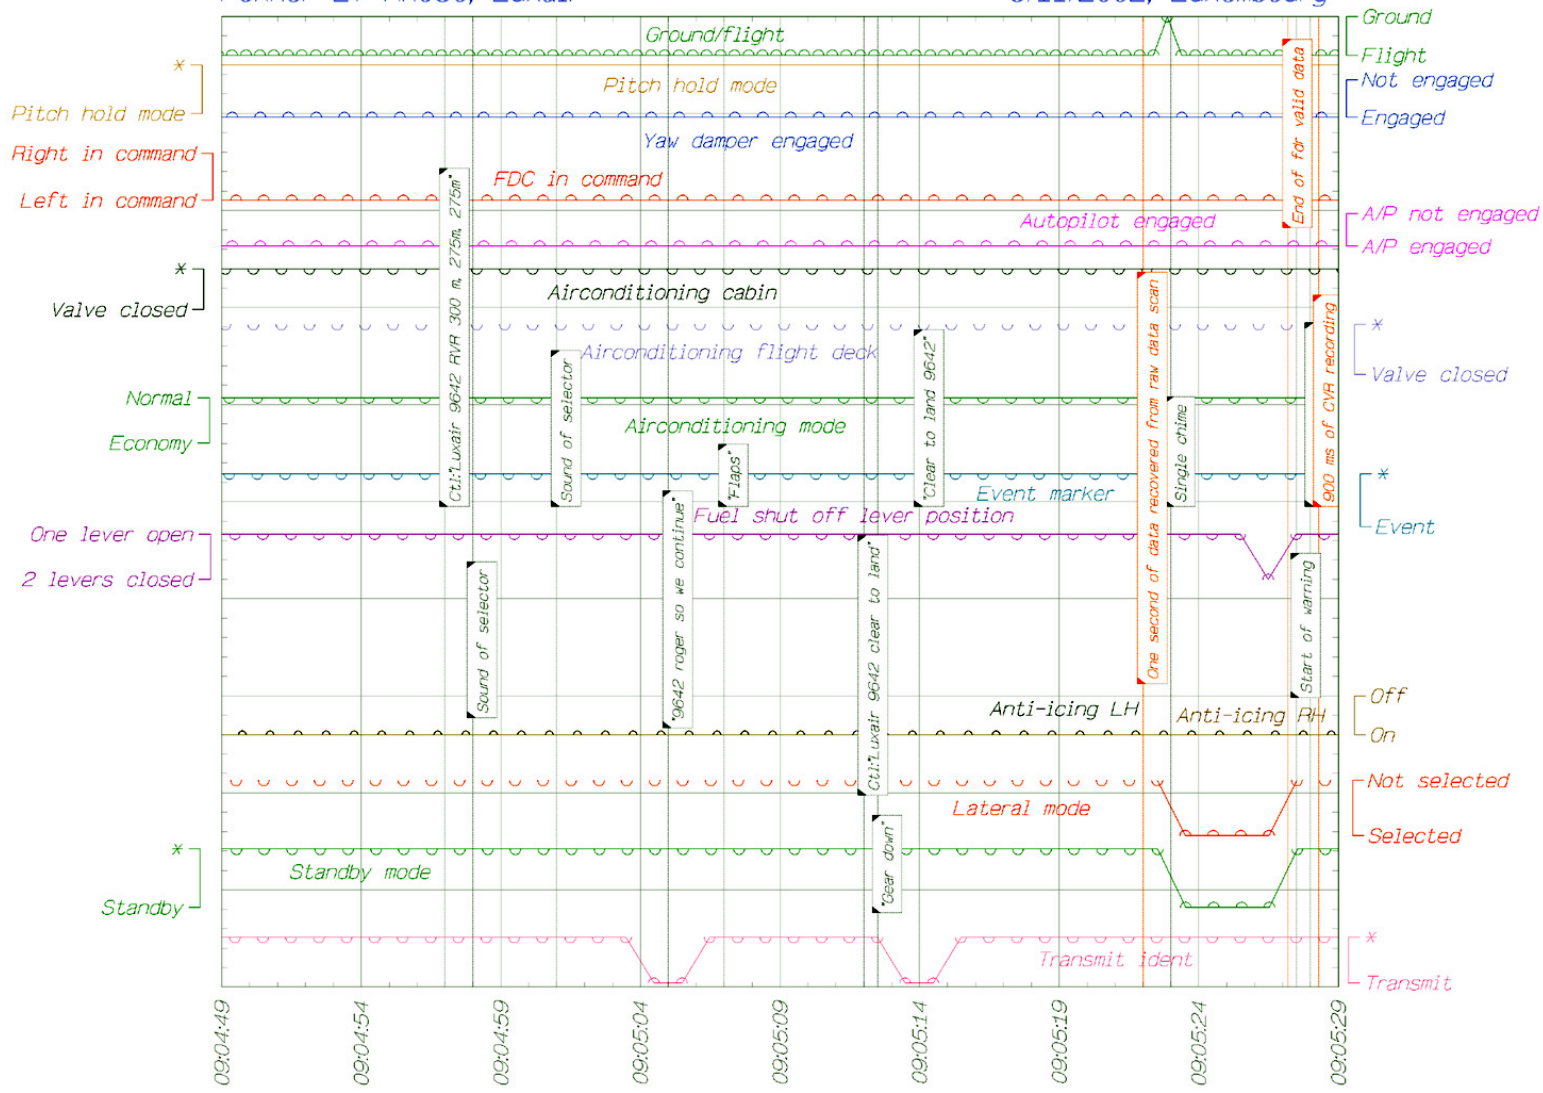 Ground/flight
Ground
Flight
*
Pitch hold mode
Pitch hold mode
Not engaged
Engaged
Yaw damper engaged
Right in command
Left in command
FDC in command
Autopilot engaged
A/P not engaged
A/P engaged
*
Valve closed
Airconditioning cabin
Airconditioning flight deck
*
Valve closed
Normal
Economy
Airconditioning mode
Event marker
*
Event
Fuel shut off lever position
One lever open
2 levers closed
Anti-icing LH
Anti-icing RH
Off
On
Lateral mode
Not selected
Selected
*
Standby
Standby mode
Transmit ident
*
Transmit
Ctl:"Luxair 9642 RVR 300 m, 275m, 275m"
Sound of selector
Sound of selector
"9642 roger so we continue"
"Flaps"
Ctl:"Luxair 9642 clear to land"
"Gear down"
"Clear to land 9642"
One second of data recovered from raw data scan
Single chime
End of fdr valid data
Start of warning
900 ms of CVR recording
09:04:49
09:04:54
09:04:59
09:05:04
09:05:09
09:05:14
09:05:19
09:05:24
09:05:29